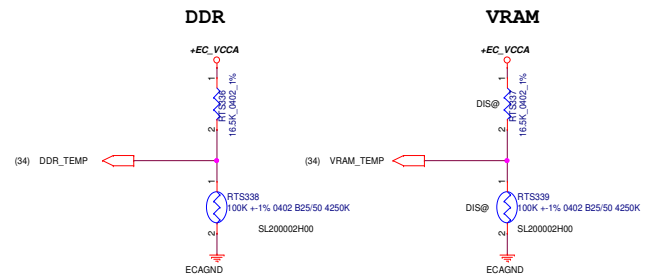 DDR
VRAM
+EC_VCCA
+EC_VCCA
1
1
RTS336
16.5K_0402_1%
DIS@
RTS337
16.5K_0402_1%
2
2
(34) DDR_TEMP
(34) VRAM_TEMP
1
1
RTS338
100K +-1% 0402 B25/50 4250K
DIS@
RTS339
100K +-1% 0402 B25/50 4250K
2
2
SL200002H00
SL200002H00
ECAGND
ECAGND